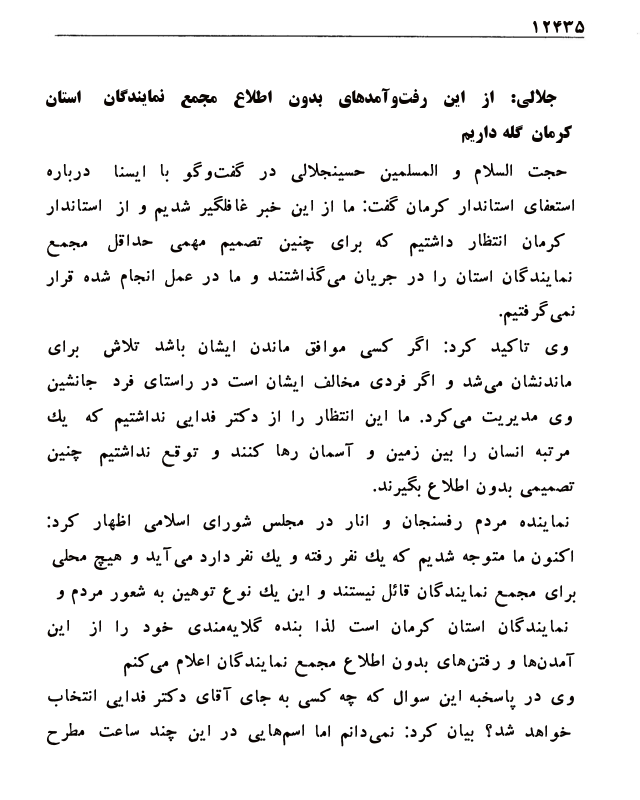 ۱۲۴۳۵
جلالی: از این رفت‌وآمدهای بدون اطلاع مجمع نمایندگان استان
کرمان گله داریم
حجت السلام و المسلمین حسینجلالی در گفت‌وگو با ایسنا درباره
استعفای استاندار کرمان گفت: ما از این خبر غافلگیر شدیم و از استاندار
کرمان انتظار داشتیم که برای چنین تصمیم مهمی حداقل مجمع
نمایندگان استان را در جریان می‌گذاشتند و ما در عمل انجام شده قرار
نمی‌گرفتیم.
وی تاکید کرد: اگر کسی موافق ماندن ایشان باشد تلاش برای
ماندنشان می‌شد و اگر فردی مخالف ایشان است در راستای فرد جانشین
وی مدیریت می‌کرد. ما این انتظار را از دکتر فدایی نداشتیم که یك
مرتبه انسان را بین زمین و آسمان رها کنند و توقع نداشتیم چنین
تصمیمی بدون اطلاع بگیرند.
نماینده مردم رفسنجان و انار در مجلس شورای اسلامی اظهار کرد:
اکنون ما متوجه شدیم که یك نفر رفته و یك نفر دارد می‌آید و هیچ محلی
برای مجمع نمایندگان قائل نیستند و این یك نوع توهین به شعور مردم و
نمایندگان استان کرمان است لذا بنده گلایه‌مندی خود را از این
آمدن‌ها و رفتن‌های بدون اطلاع مجمع نمایندگان اعلام می‌کنم
وی در پاسخبه این سوال که چه کسی به جای آقای دکتر فدایی انتخاب
خواهد شد؟ بیان کرد: نمی‌دانم اما اسم‌هایی در این چند ساعت مطرح